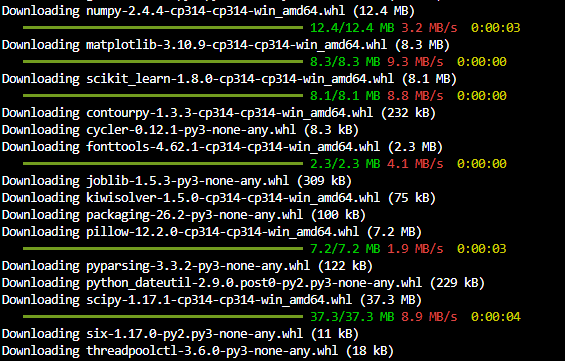 Downloading numpy-2.4.4-cp314-cp314-win_amd64.whl (12.4 MB)
12.4/12.4 MB 3.2 MB/s 0:00:03
Downloading matplotlib-3.10.9-cp314-cp314-win_amd64.whl (8.3 MB)
8.3/8.3 MB 9.3 MB/s 0:00:00
Downloading scikit_learn-1.8.0-cp314-cp314-win_amd64.whl (8.1 MB)
8.1/8.1 MB 8.8 MB/s 0:00:00
Downloading contourpy-1.3.3-cp314-cp314-win_amd64.whl (232 kB)
Downloading cycler-0.12.1-py3-none-any.whl (8.3 kB)
Downloading fonttools-4.62.1-cp314-cp314-win_amd64.whl (2.3 MB)
2.3/2.3 MB 4.1 MB/s 0:00:00
Downloading joblib-1.5.3-py3-none-any.whl (309 kB)
Downloading kiwisolver-1.5.0-cp314-cp314-win_amd64.whl (75 kB)
Downloading packaging-26.2-py3-none-any.whl (100 kB)
Downloading pillow-12.2.0-cp314-cp314-win_amd64.whl (7.2 MB)
7.2/7.2 MB 1.9 MB/s 0:00:03
Downloading pyparsing-3.3.2-py3-none-any.whl (122 kB)
Downloading python_dateutil-2.9.0.post0-py2.py3-none-any.whl (229 kB)
Downloading scipy-1.17.1-cp314-cp314-win_amd64.whl (37.3 MB)
37.3/37.3 MB 8.9 MB/s 0:00:04
Downloading six-1.17.0-py2.py3-none-any.whl (11 kB)
Downloading threadpoolctl-3.6.0-py3-none-any.whl (18 kB)